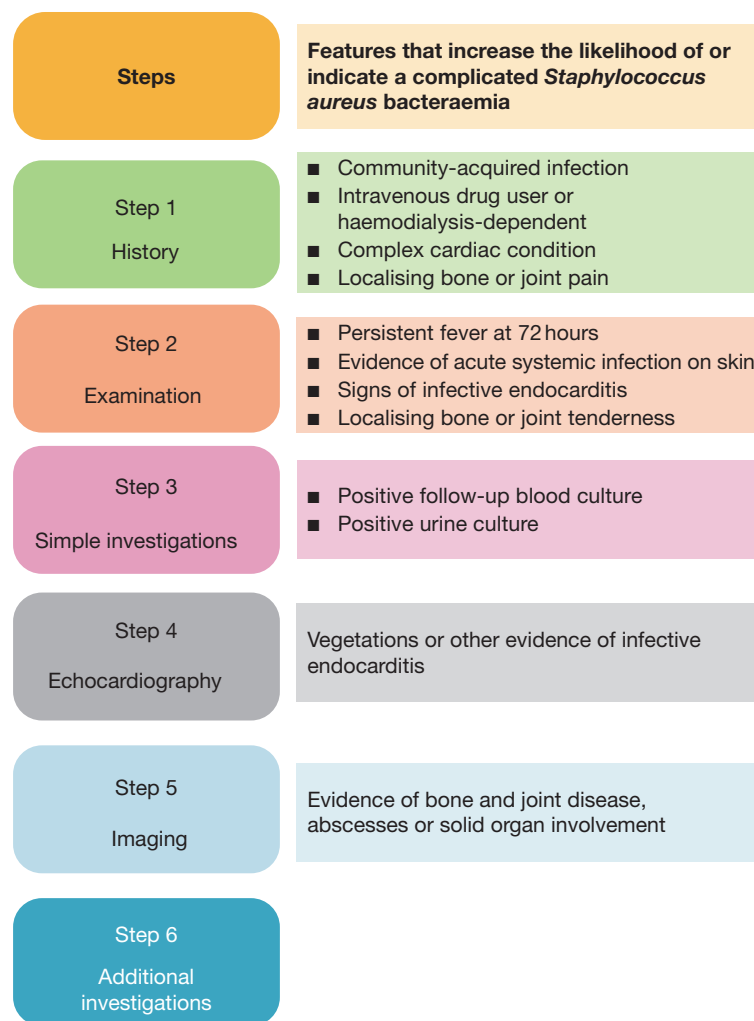 Steps
Features that increase the likelihood of or
indicate a complicated Staphylococcus
aureus bacteraemia
Step 1
History
■ Community-acquired infection
■ Intravenous drug user or
haemodialysis-dependent
■ Complex cardiac condition
■ Localising bone or joint pain
Step 2
Examination
■ Persistent fever at 72 hours
■ Evidence of acute systemic infection on skin
■ Signs of infective endocarditis
■ Localising bone or joint tenderness
Step 3
Simple investigations
■ Positive follow-up blood culture
■ Positive urine culture
Step 4
Echocardiography
Vegetations or other evidence of infective
endocarditis
Step 5
Imaging
Evidence of bone and joint disease,
abscesses or solid organ involvement
Step 6
Additional
investigations